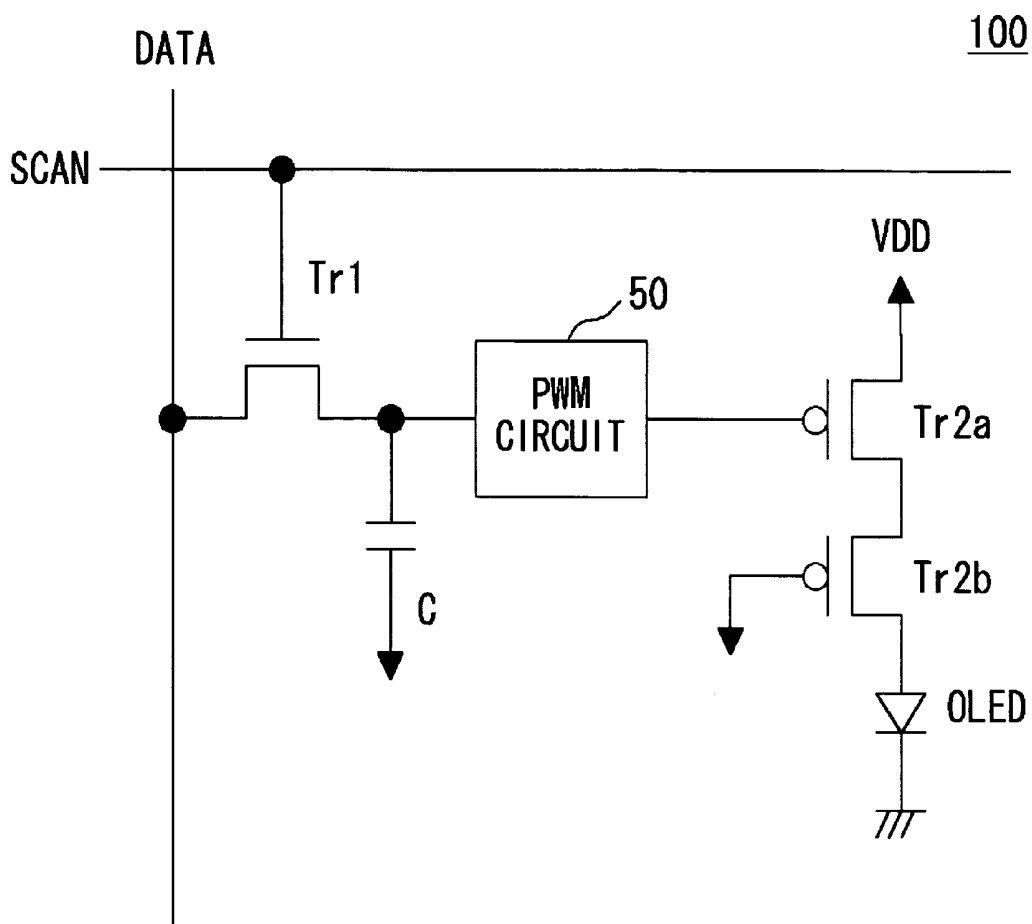 100
DATA
SCAN
VDD
Tr1
50
PWM
CIRCUIT
Tr2a
Tr2b
C
OLED